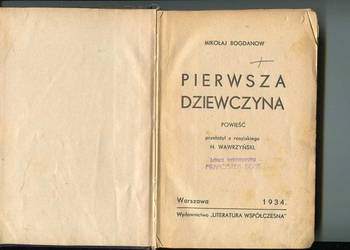 MIKOŁAJ BOGDANOW
PIERWSZA
DZIEWCZYNA
POWIEŚĆ
przełożył z rosyjskiego
H. WAWRZYŃSKI.
Warszawa 1934.
Wydawnictwo „LITERATURA WSPÓŁCZESNA"